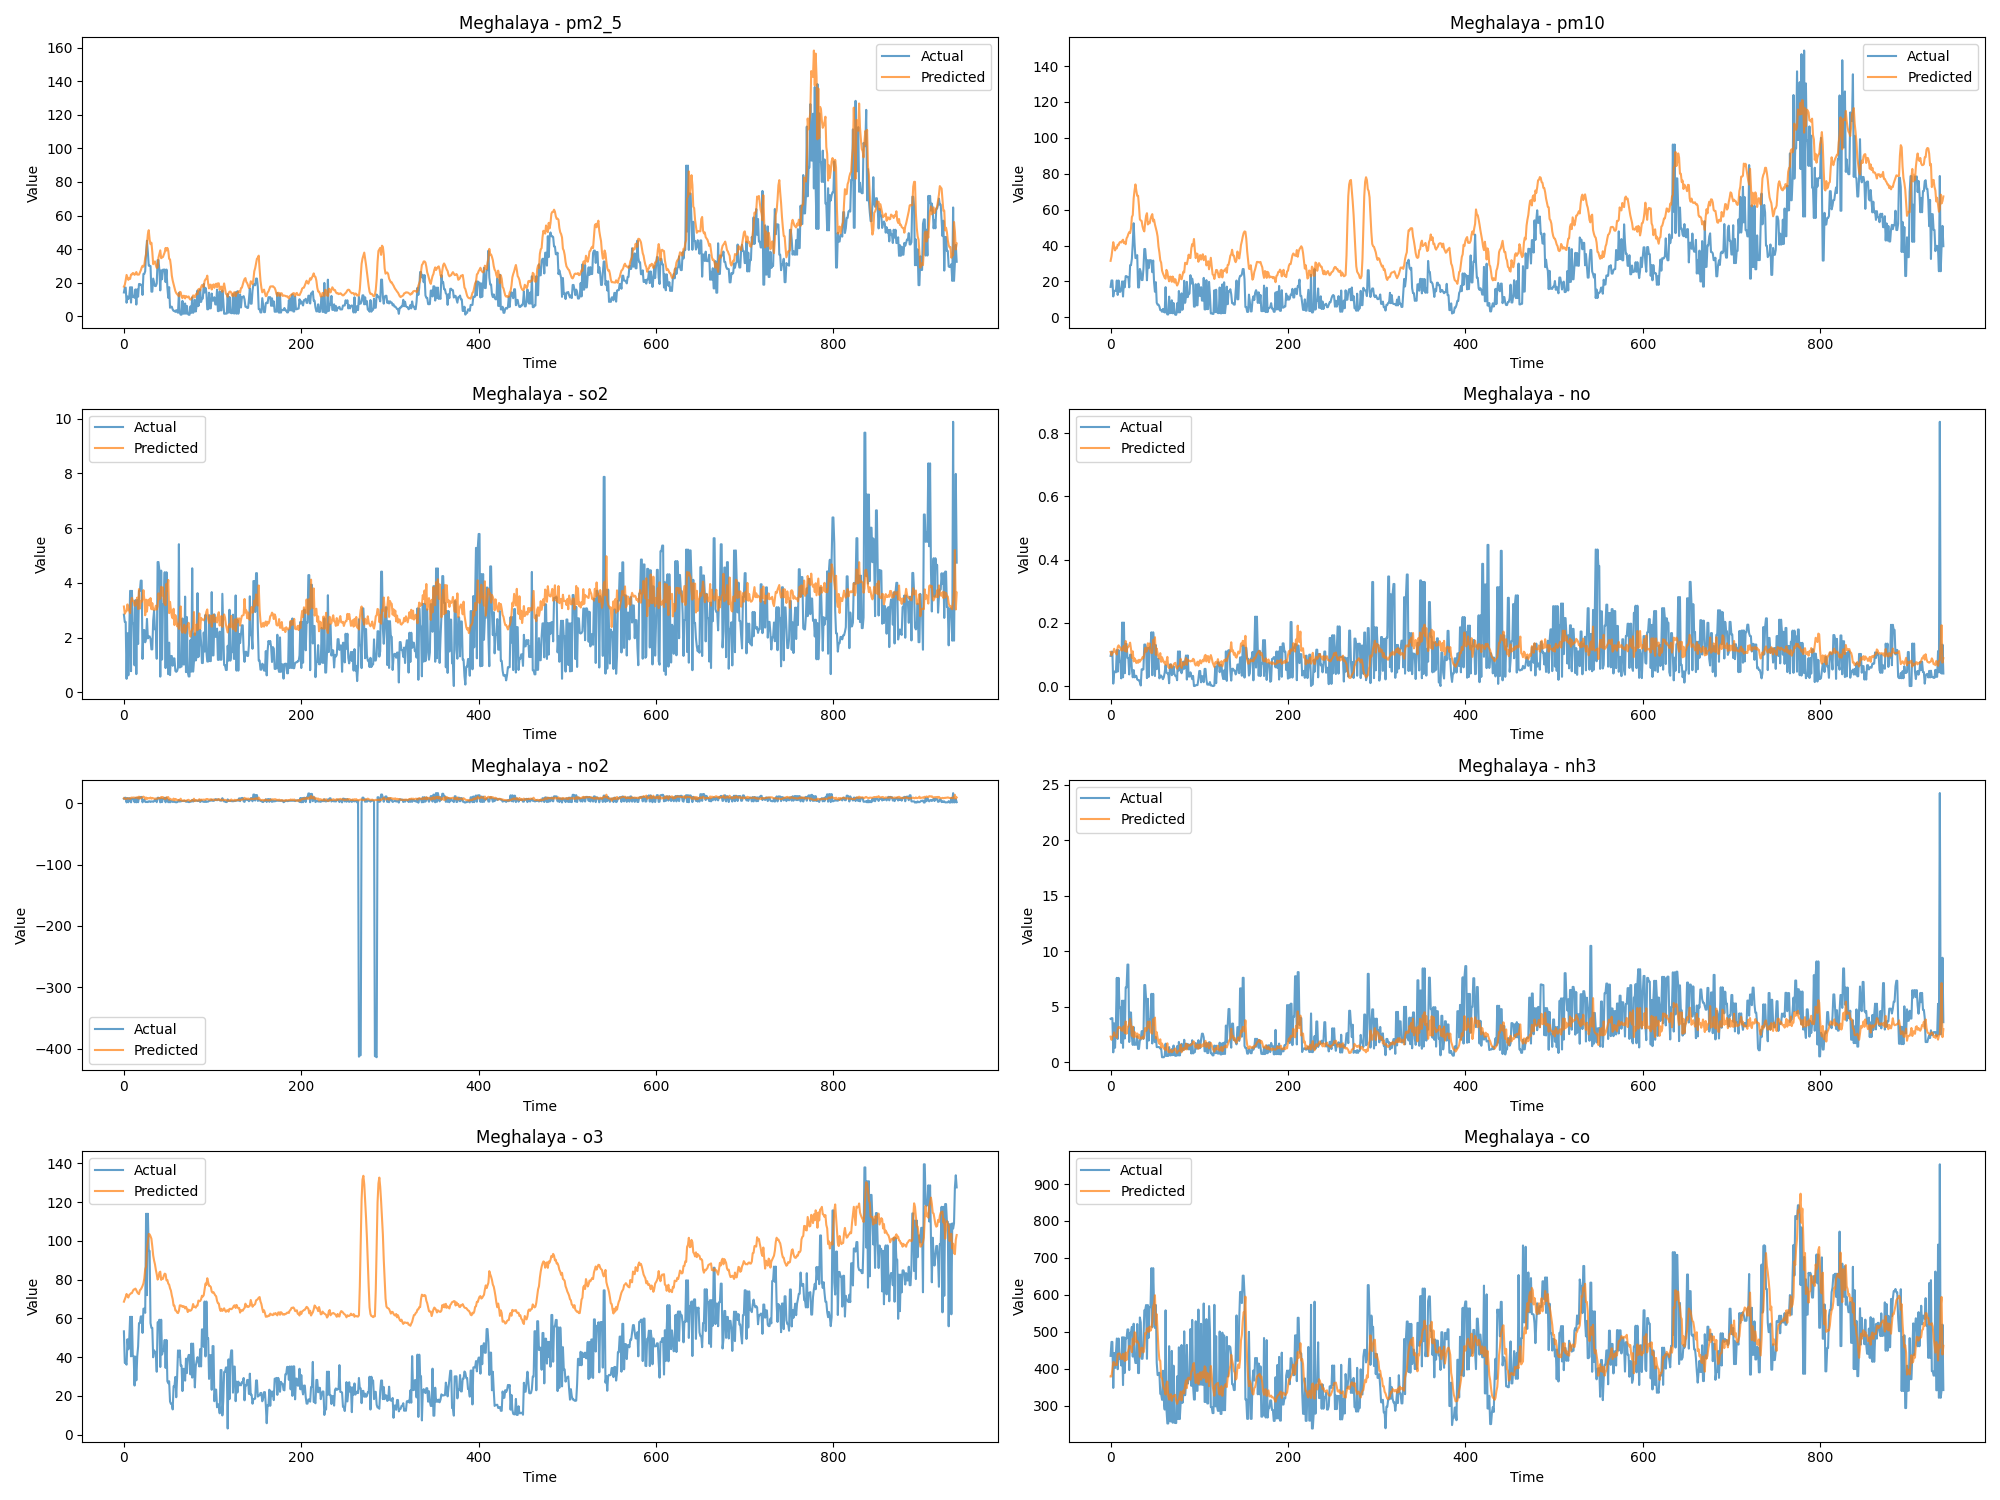 Meghalaya - pm2_5
160
140
120
100
80
60
40
20
0
Value
0 200 400 600 800
Time
Actual
Predicted
Meghalaya - pm10
140
120
100
80
60
40
20
0
Value
0 200 400 600 800
Time
Actual
Predicted
Meghalaya - so2
10
8
6
4
2
0
Value
0 200 400 600 800
Time
Actual
Predicted
Meghalaya - no
0.8
0.6
0.4
0.2
0.0
Value
0 200 400 600 800
Time
Actual
Predicted
Meghalaya - no2
0
−100
−200
−300
−400
Value
0 200 400 600 800
Time
Actual
Predicted
Meghalaya - nh3
25
20
15
10
5
0
Value
0 200 400 600 800
Time
Actual
Predicted
Meghalaya - o3
140
120
100
80
60
40
20
0
Value
0 200 400 600 800
Time
Actual
Predicted
Meghalaya - co
900
800
700
600
500
400
300
Value
0 200 400 600 800
Time
Actual
Predicted